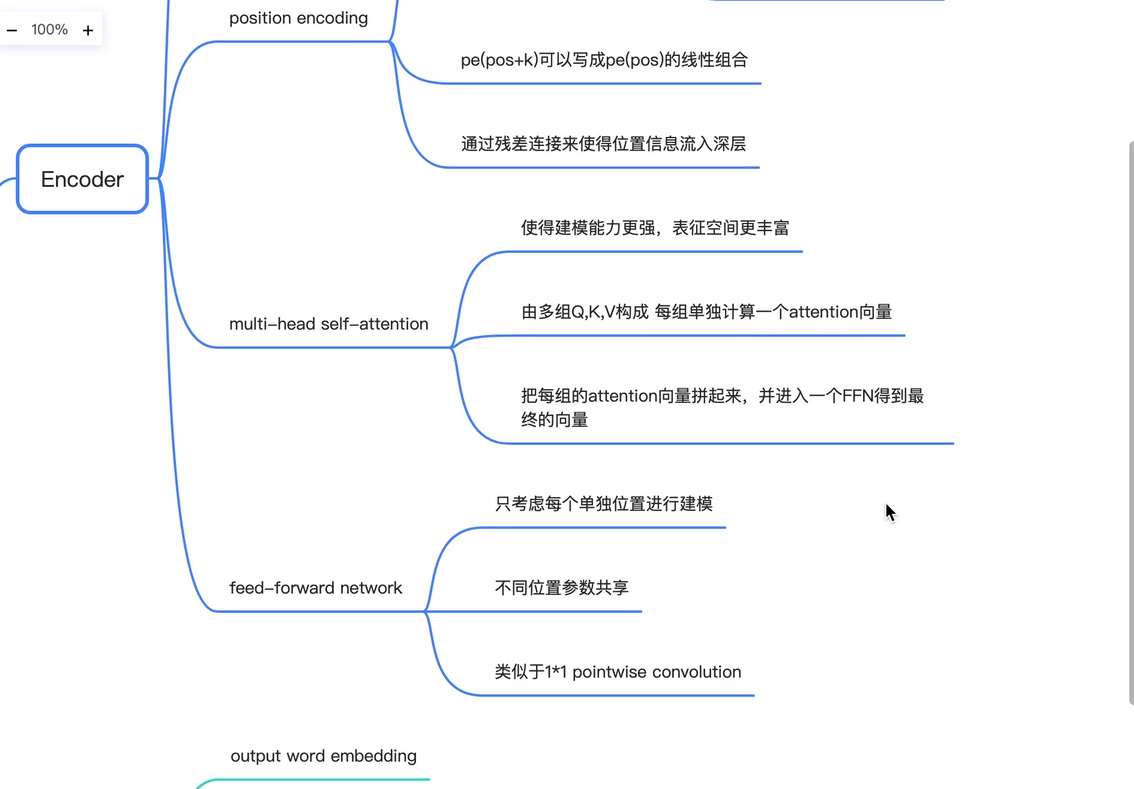 position encoding
100%
pe(pos+k)可以写成pe(pos)的线性组合
通过残差连接来使得位置信息流入深层
Encoder
使得建模能力更强，表征空间更丰富
由多组Q,K,V构成 每组单独计算一个attention向量
multi-head self-attention
把每组的attention向量拼起来，并进入一个FFN得到最
终的向量
只考虑每个单独位置进行建模
feed-forward network
不同位置参数共享
类似于1*1 pointwise convolution
output word embedding